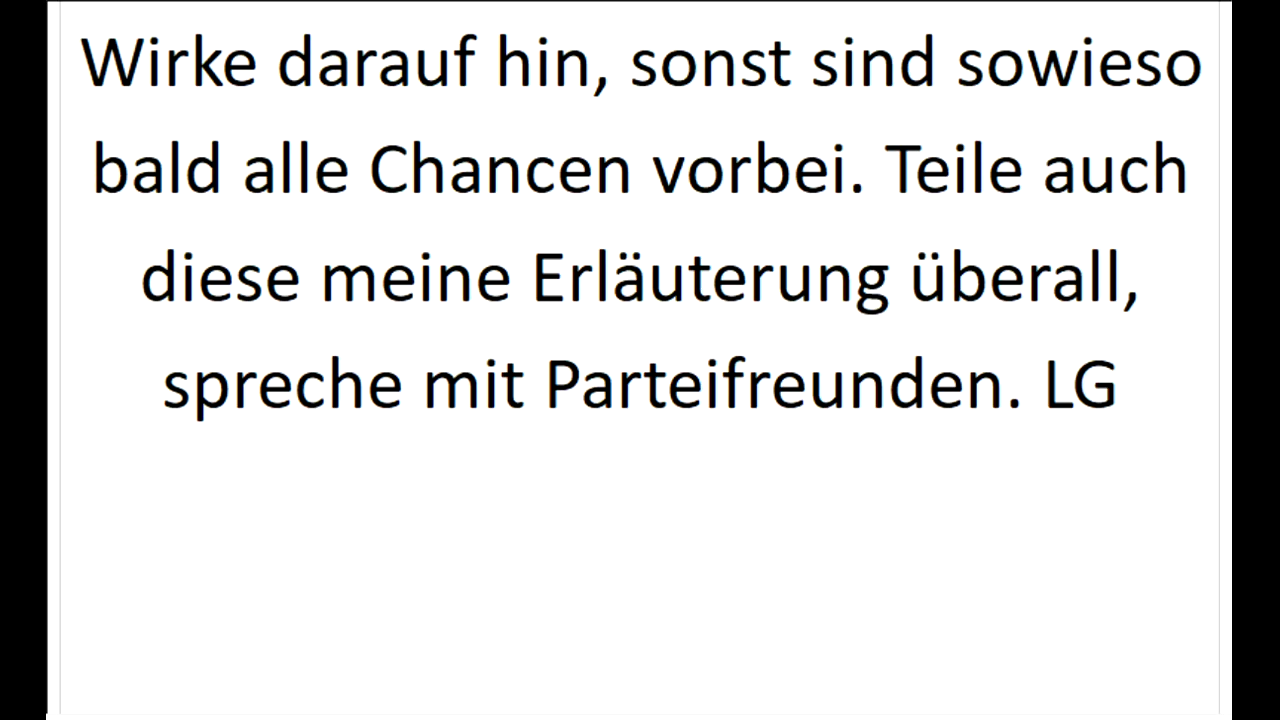 Wirke darauf hin, sonst sind sowieso
bald alle Chancen vorbei. Teile auch
diese meine Erläuterung überall,
spreche mit Parteifreunden. LG